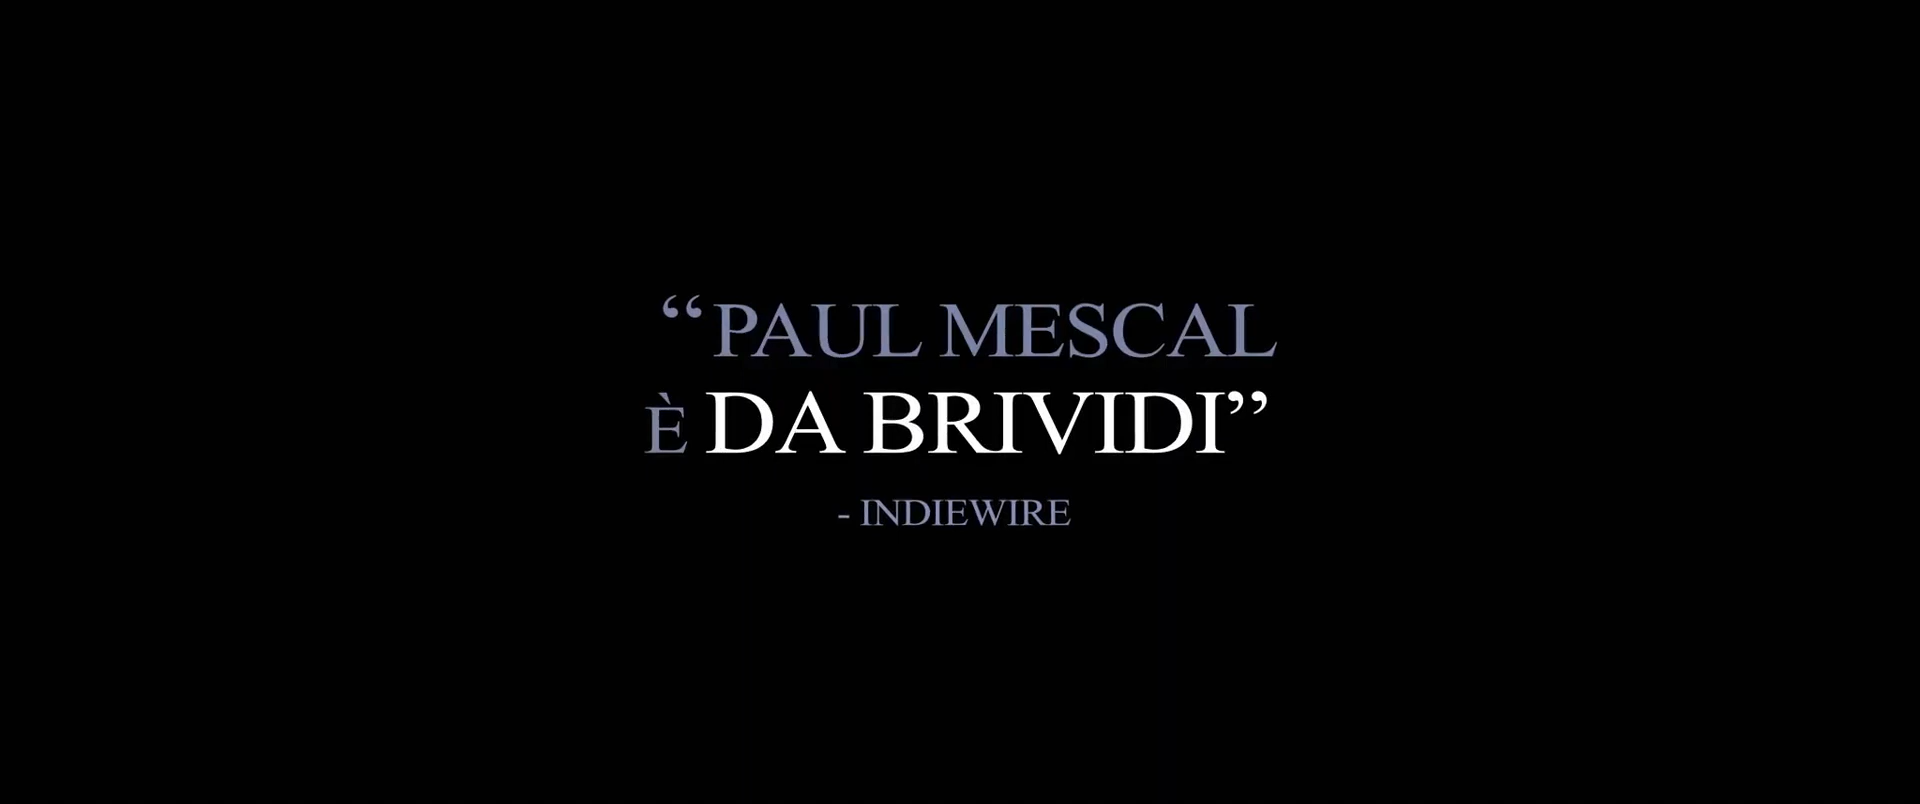 “PAUL MESCAL
È DA BRIVIDI”
- INDIEWIRE